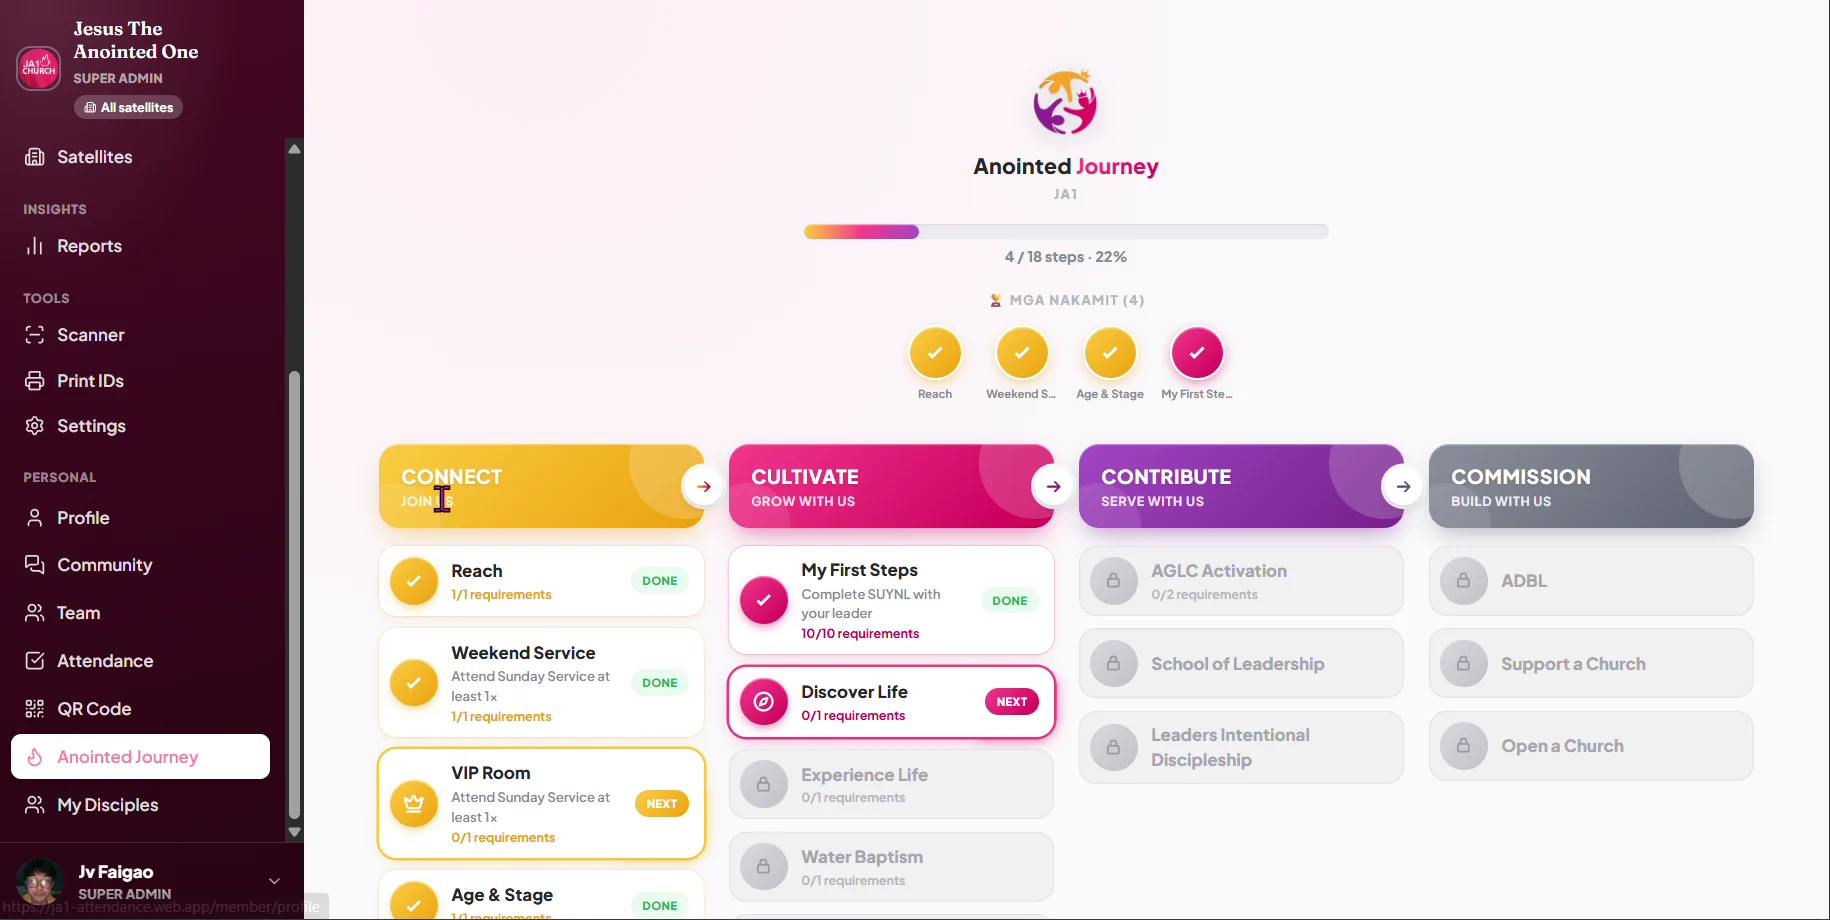 Jesus The
Anointed One
SUPER ADMIN
All satellites
JA1
CHURCH
Satellites
INSIGHTS
Reports
TOOLS
Scanner
Print IDs
Settings
PERSONAL
Profile
Community
Team
Attendance
QR Code
Anointed Journey
My Disciples
Jv Faigao
SUPER ADMIN
https://ja1-attendance.web.app/member/profile
Anointed Journey
JA1
4 / 18 steps · 22%
MGA NAKAMIT (4)
Reach
Weekend S...
Age & Stage
My First Ste...
CONNECT
JOIN US
CULTIVATE
GROW WITH US
CONTRIBUTE
SERVE WITH US
COMMISSION
BUILD WITH US
Reach
1/1 requirements
DONE
Weekend Service
Attend Sunday Service at
least 1×
1/1 requirements
DONE
VIP Room
Attend Sunday Service at
least 1×
0/1 requirements
NEXT
Age & Stage
1/1 requirements
DONE
My First Steps
Complete SUYNL with
your leader
10/10 requirements
DONE
Discover Life
0/1 requirements
NEXT
Experience Life
0/1 requirements
Water Baptism
0/1 requirements
AGLC Activation
0/2 requirements
School of Leadership
Leaders Intentional
Discipleship
ADBL
Support a Church
Open a Church